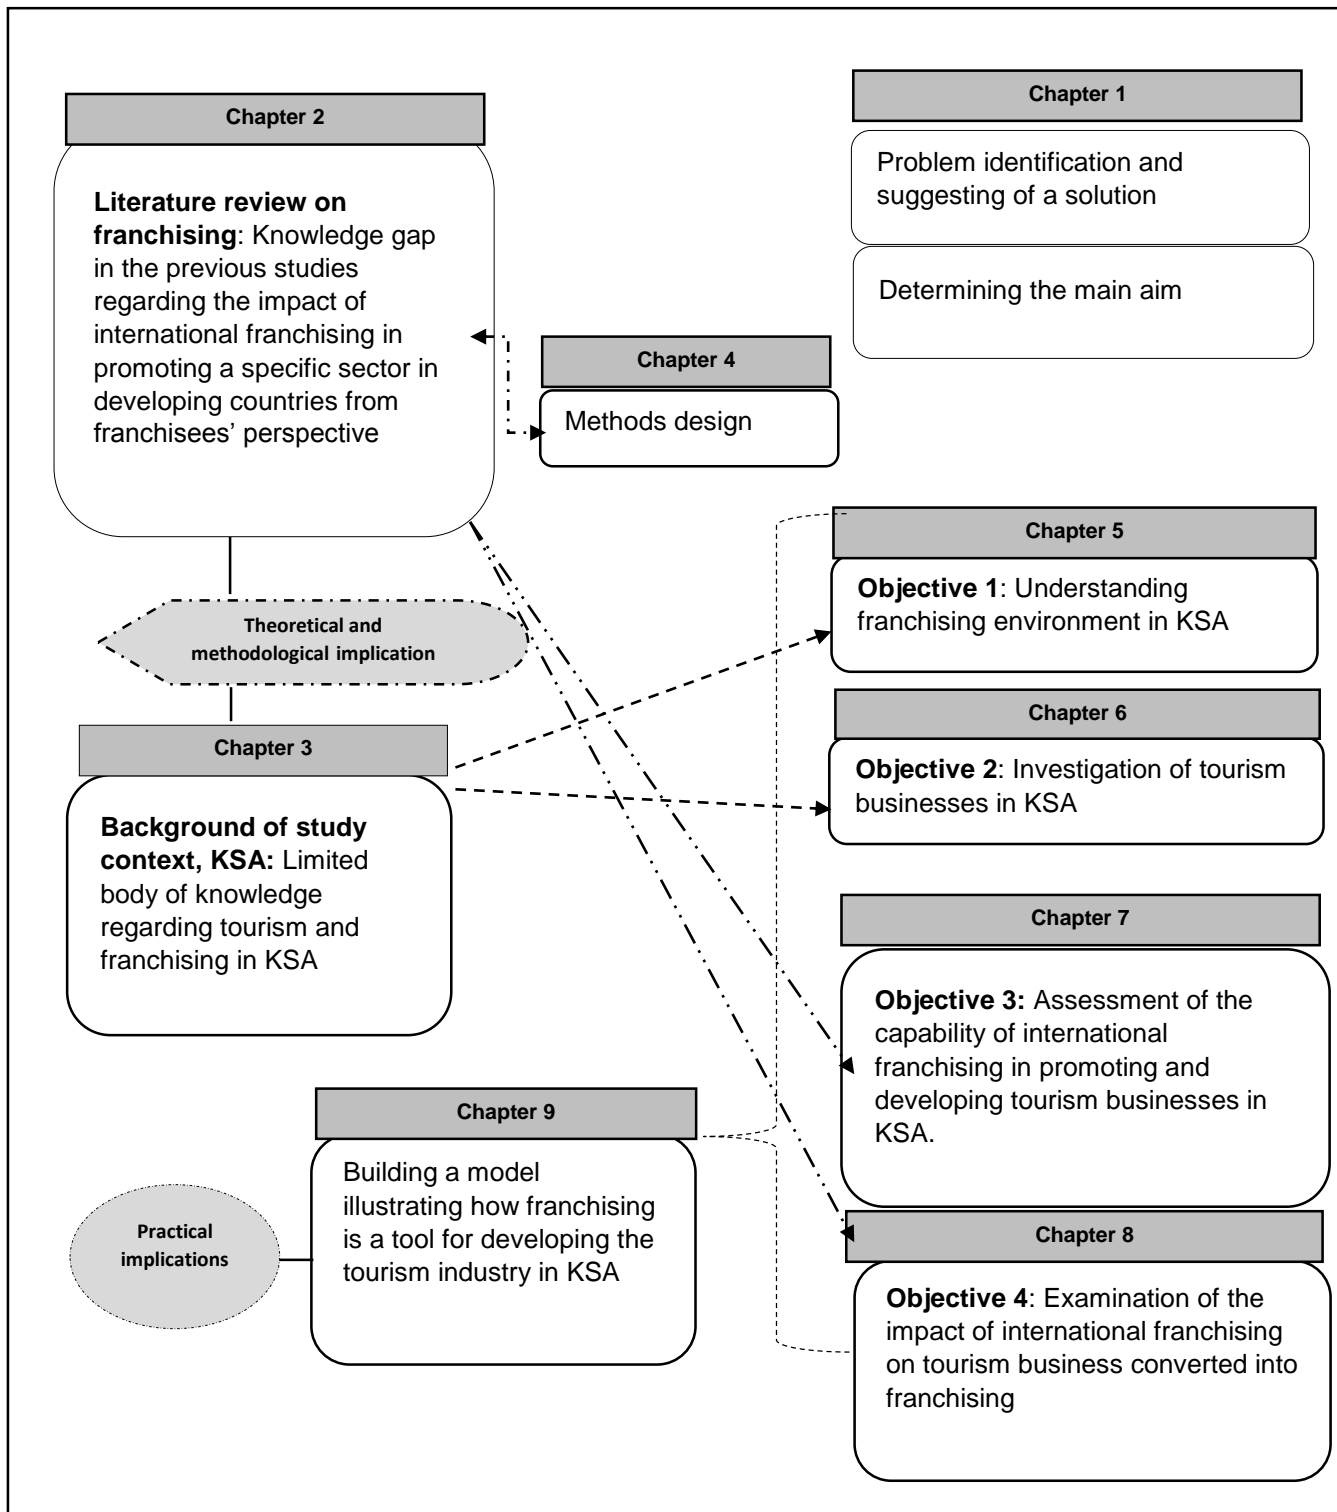 Chapter 1
Problem identification and
suggesting of a solution
Determining the main aim
Chapter 2
Literature review on
franchising: Knowledge gap
in the previous studies
regarding the impact of
international franchising in
promoting a specific sector in
developing countries from
franchisees’ perspective
Chapter 4
Methods design
Theoretical and
methodological implication
Chapter 3
Background of study
context, KSA: Limited
body of knowledge
regarding tourism and
franchising in KSA
Chapter 5
Objective 1: Understanding
franchising environment in KSA
Chapter 6
Objective 2: Investigation of tourism
businesses in KSA
Chapter 7
Objective 3: Assessment of the
capability of international
franchising in promoting and
developing tourism businesses in
KSA.
Chapter 8
Objective 4: Examination of the
impact of international franchising
on tourism business converted into
franchising
Chapter 9
Building a model
illustrating how franchising
is a tool for developing the
tourism industry in KSA
Practical
implications